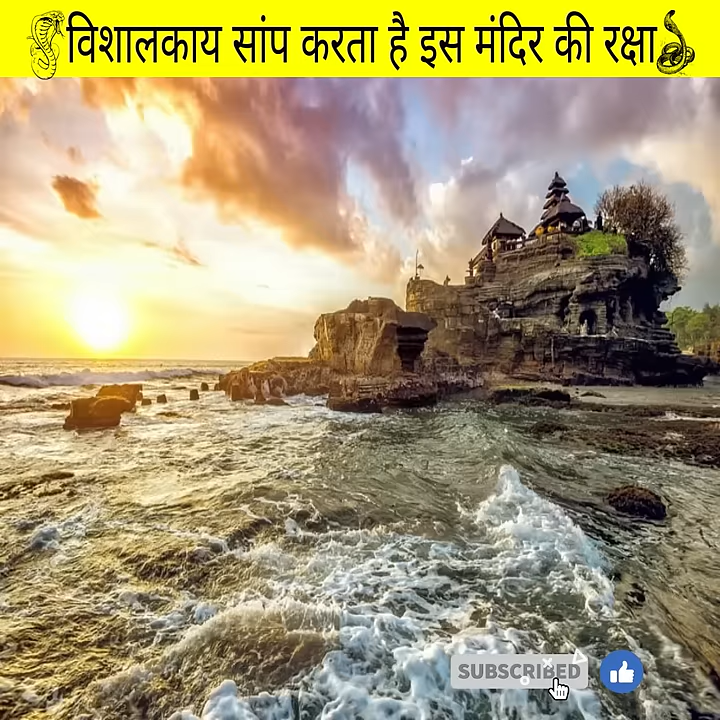 विशालकाय सांप करता है इस मंदिर की रक्षा
SUBSCRIBED